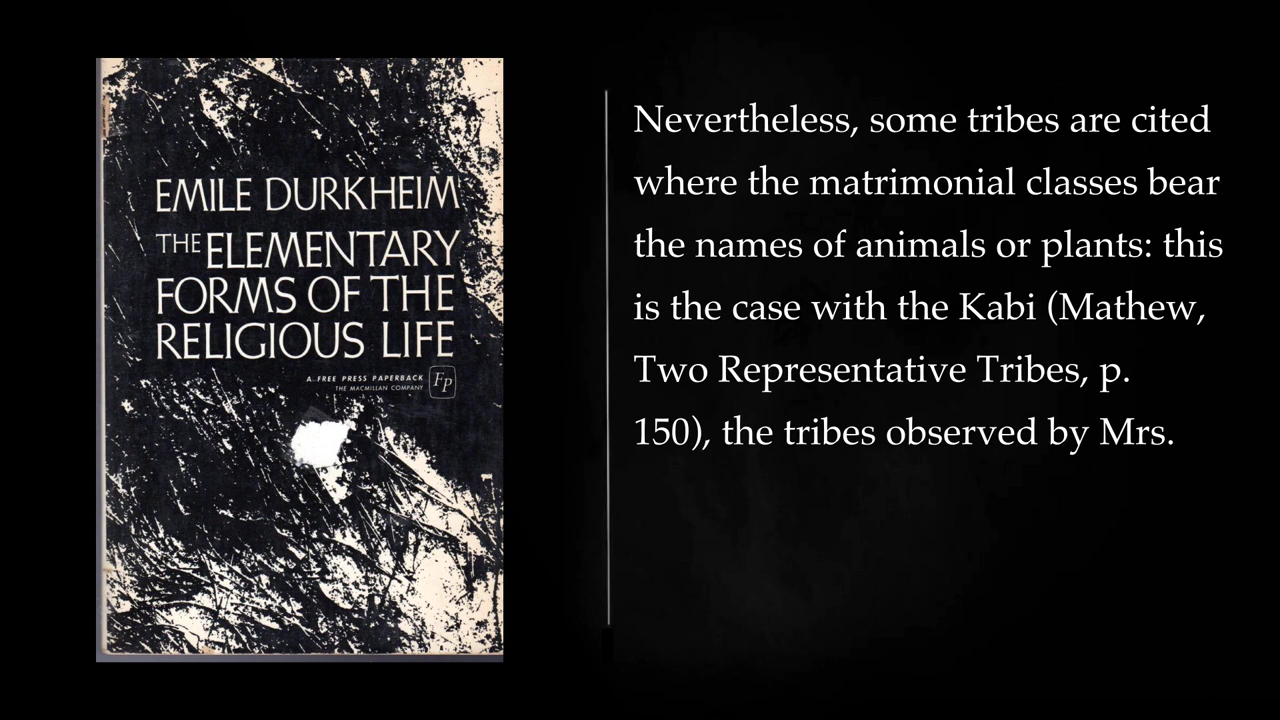 EMILE DURKHEIM
THE ELEMENTARY
FORMS OF THE
RELIGIOUS LIFE
A FREE PRESS PAPERBACK
THE MACMILLAN COMPANY
Fp
Nevertheless, some tribes are cited
where the matrimonial classes bear
the names of animals or plants: this
is the case with the Kabi (Mathew,
Two Representative Tribes, p.
150), the tribes observed by Mrs.